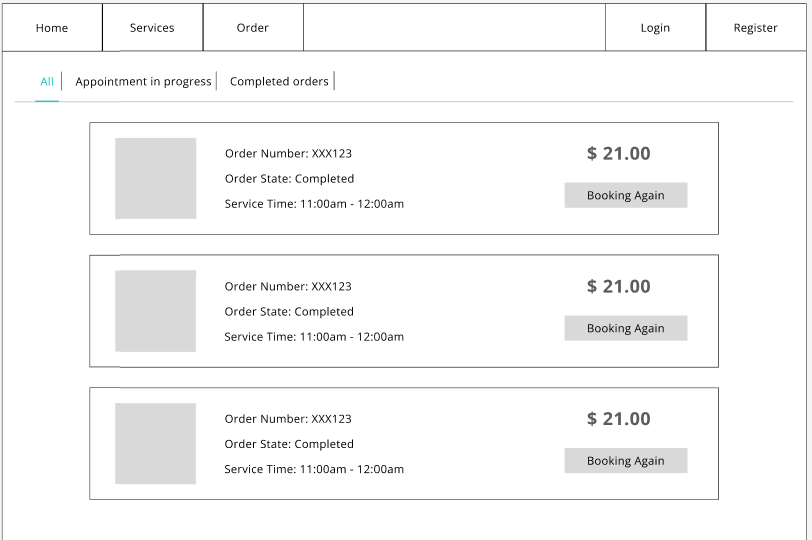 Home Services Order Login Register
All Appointment in progress Completed orders
Order Number: XXX123
$ 21.00
Order State: Completed
Booking Again
Service Time: 11:00am - 12:00am
Order Number: XXX123
$ 21.00
Order State: Completed
Booking Again
Service Time: 11:00am - 12:00am
Order Number: XXX123
$ 21.00
Order State: Completed
Booking Again
Service Time: 11:00am - 12:00am